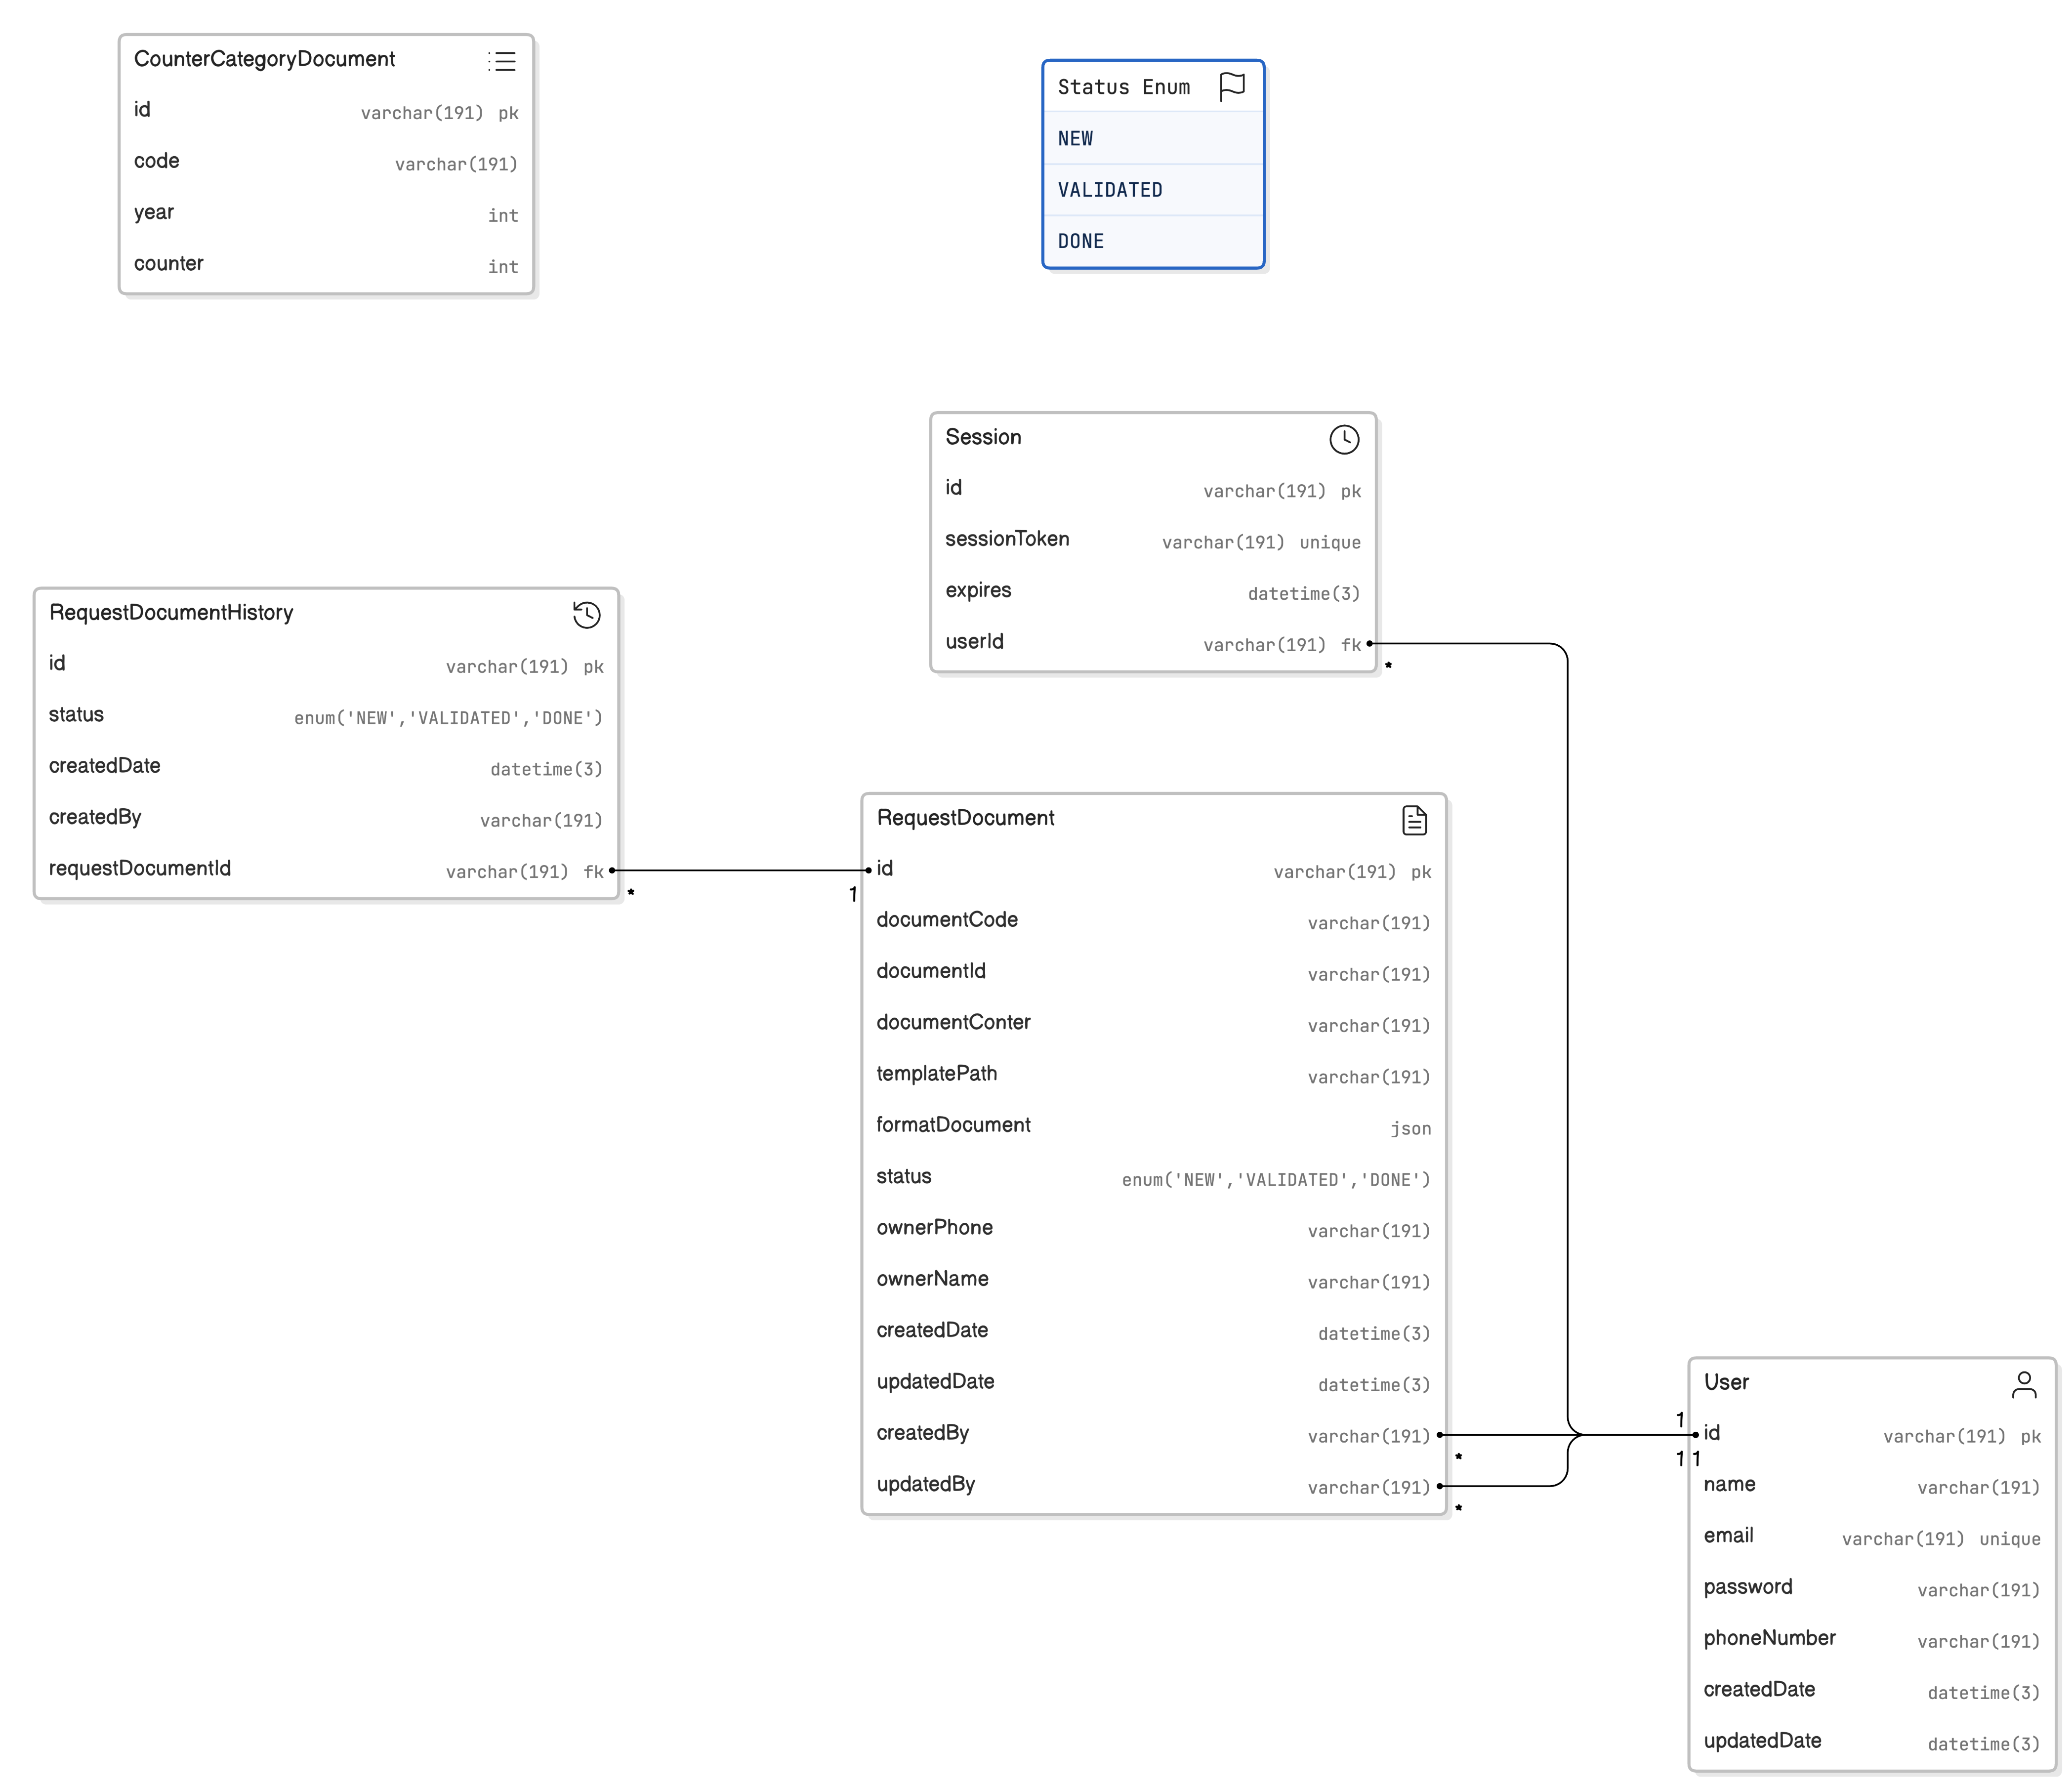 CounterCategoryDocument
id varchar(191) pk
code varchar(191)
year int
counter int
Status Enum
NEW
VALIDATED
DONE
Session
id varchar(191) pk
sessionToken varchar(191) unique
expires datetime(3)
userId varchar(191) fk
*
RequestDocumentHistory
id varchar(191) pk
status enum('NEW','VALIDATED','DONE')
createdDate datetime(3)
createdBy varchar(191)
requestDocumentId varchar(191) fk
*
1
RequestDocument
id varchar(191) pk
documentCode varchar(191)
documentId varchar(191)
documentConter varchar(191)
templatePath varchar(191)
formatDocument json
status enum('NEW','VALIDATED','DONE')
ownerPhone varchar(191)
ownerName varchar(191)
createdDate datetime(3)
updatedDate datetime(3)
createdBy varchar(191)
*
updatedBy varchar(191)
*
1
1 1
User
id varchar(191) pk
name varchar(191)
email varchar(191) unique
password varchar(191)
phoneNumber varchar(191)
createdDate datetime(3)
updatedDate datetime(3)